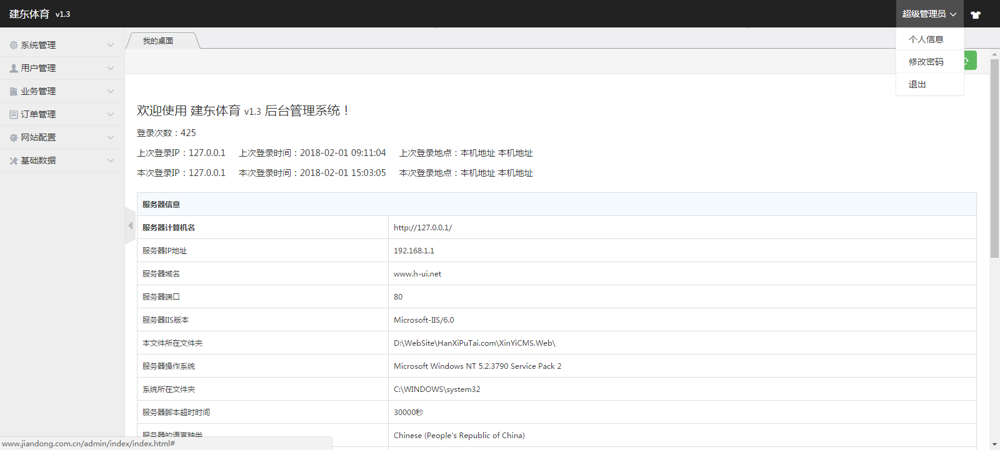 建东体育 v1.3
超级管理员
个人信息
修改密码
退出
系统管理
用户管理
业务管理
订单管理
网站配置
基础数据
我的桌面
欢迎使用 建东体育 v1.3 后台管理系统！
登录次数：425
上次登录IP：127.0.0.1 上次登录时间：2018-02-01 09:11:04 上次登录地点：本机地址 本机地址
本次登录IP：127.0.0.1 本次登录时间：2018-02-01 15:03:05 本次登录地点：本机地址 本机地址
服务器信息
服务器计算机名 http://127.0.0.1/
服务器IP地址 192.168.1.1
服务器域名 www.h-ui.net
服务器端口 80
服务器IIS版本 Microsoft-IIS/6.0
本文件所在文件夹 D:\WebSite\HanXiPuTai.com\XinYiCMS.Web\
服务器操作系统 Microsoft Windows NT 5.2.3790 Service Pack 2
系统所在文件夹 C:\WINDOWS\system32
服务器脚本超时时间 30000秒
服务器的语言种类 Chinese (People's Republic of China)
www.jiandong.com.cn/admin/index/index.html#